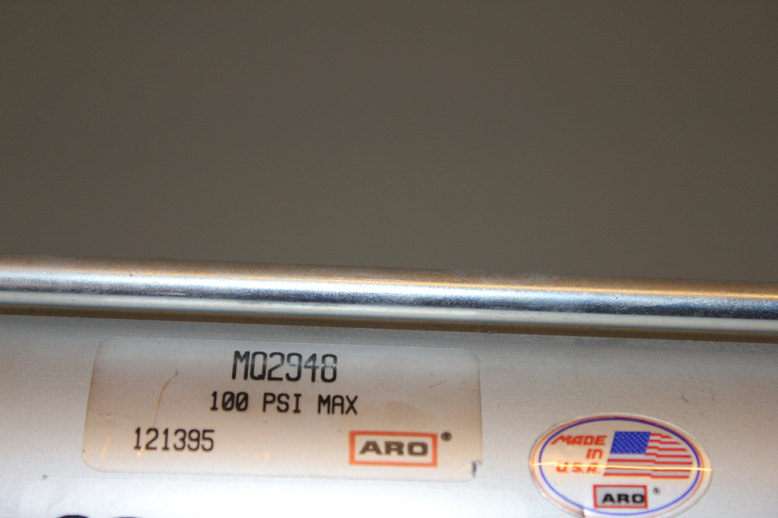 MQ2948
100 PSI MAX
121395
ARO®
MADE
IN
U.S.A.
ARO®